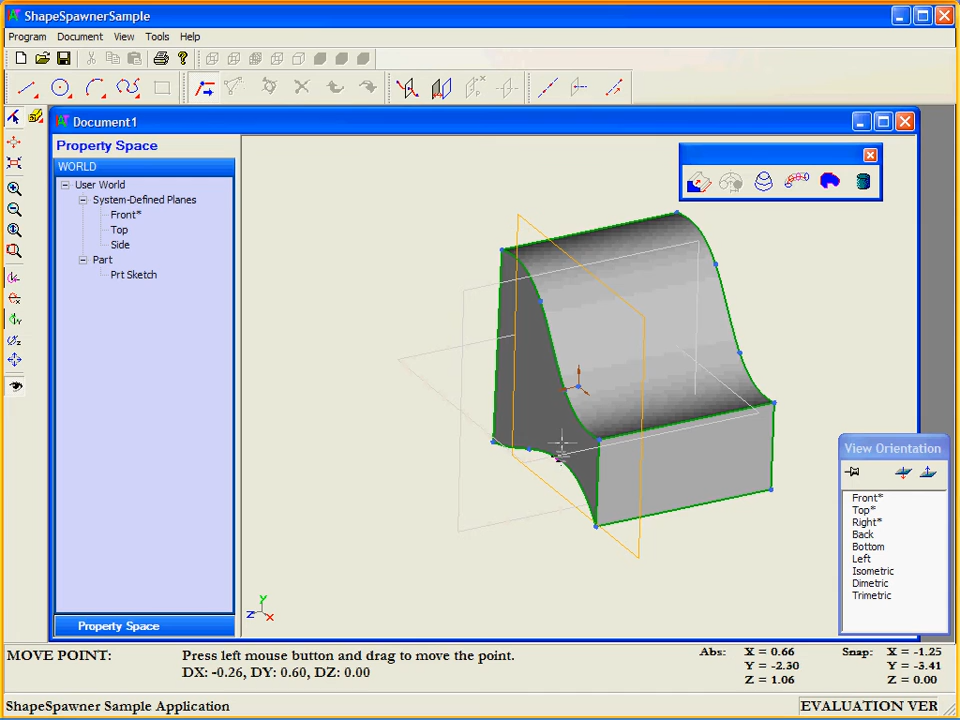 ShapeSpawnerSample
Program Document View Tools Help
Document1
Property Space
WORLD
User World
System-Defined Planes
Front*
Top
Side
Part
Prt Sketch
Property Space
View Orientation
Front*
Top*
Right*
Back
Bottom
Left
Isometric
Dimetric
Trimetric
Y
Z
X
MOVE POINT: Press left mouse button and drag to move the point.
DX: -0.26, DY: 0.60, DZ: 0.00
Abs: X = 0.66 Snap: X = -1.25
Y = -2.30 Y = -3.41
Z = 1.06 Z = 0.00
ShapeSpawner Sample Application EVALUATION VER